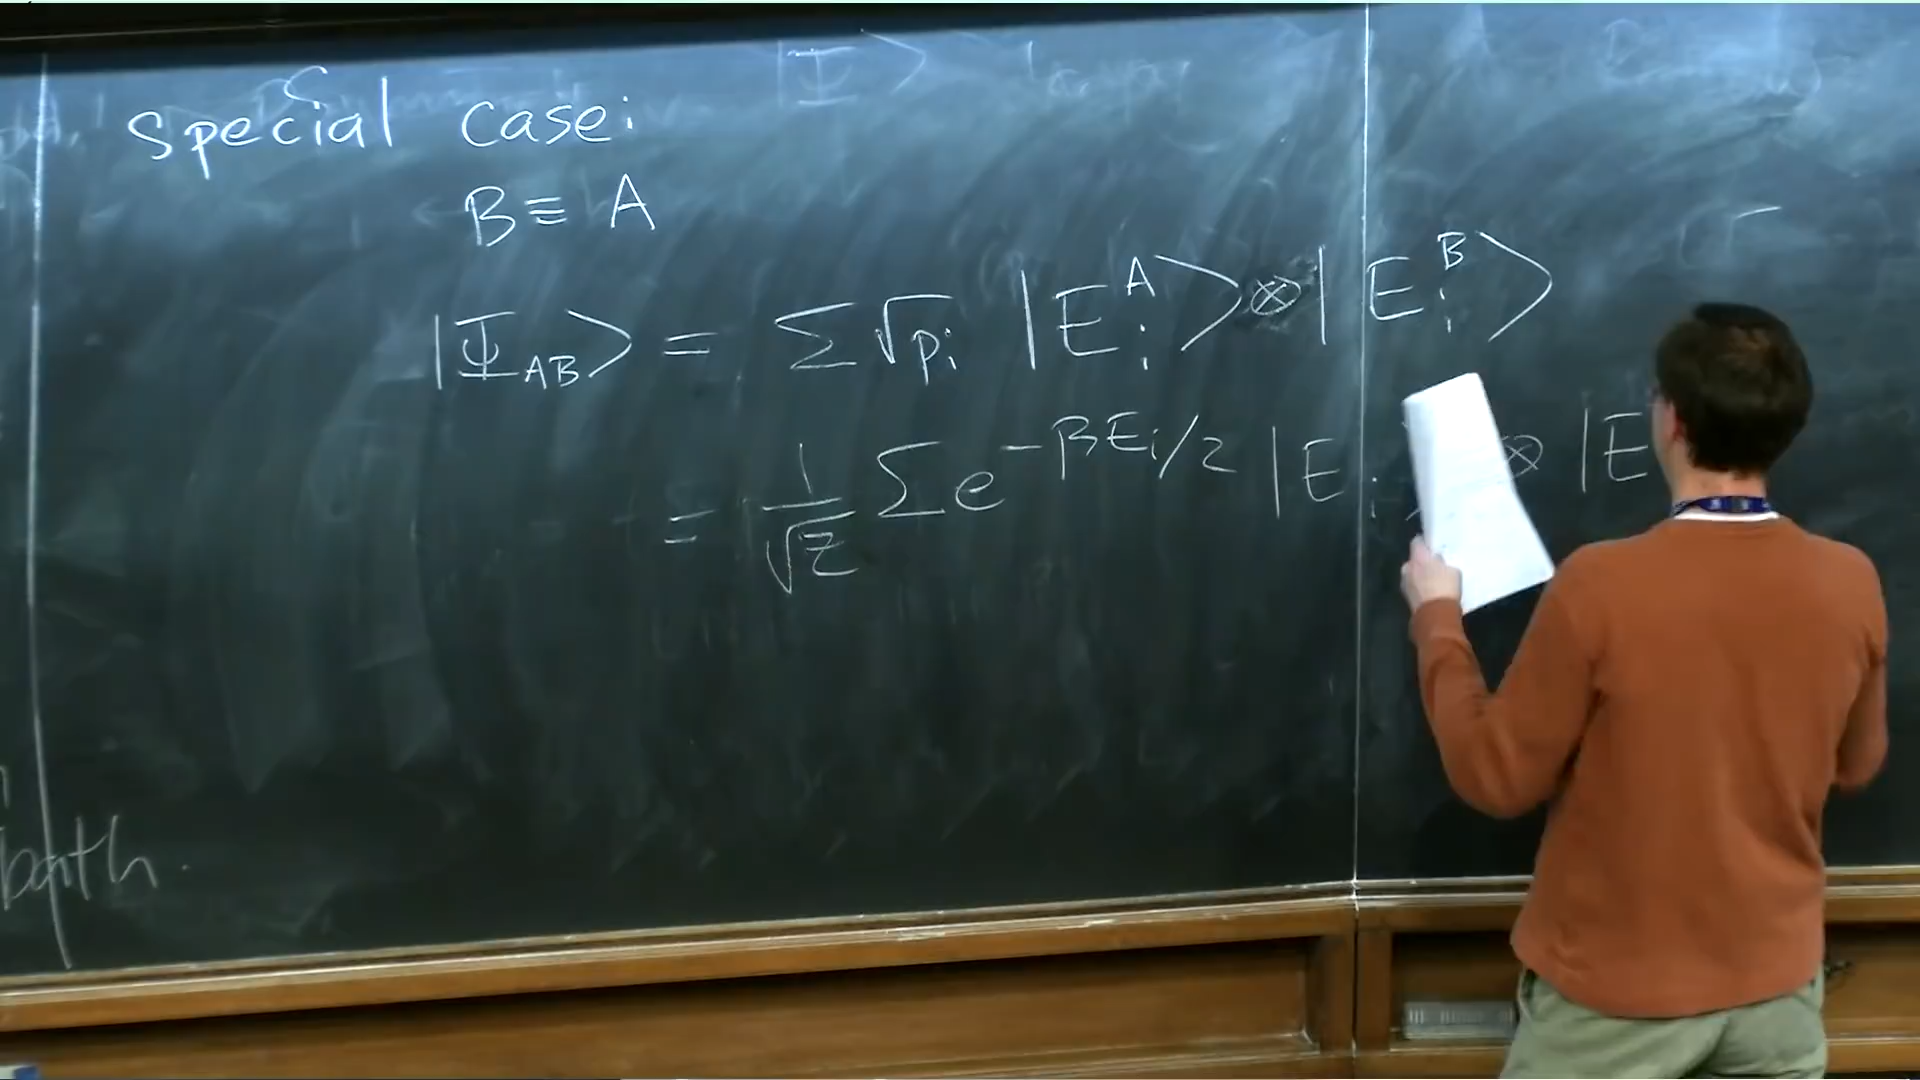 special case:
B ≡ A
|Ψ_AB⟩ = Σ √p_i |E_i^A⟩ ⊗ |E_i^B⟩
= 1/√Z Σ e^{-βE_i/2} |E_i⟩ ⊗ |E
bath.